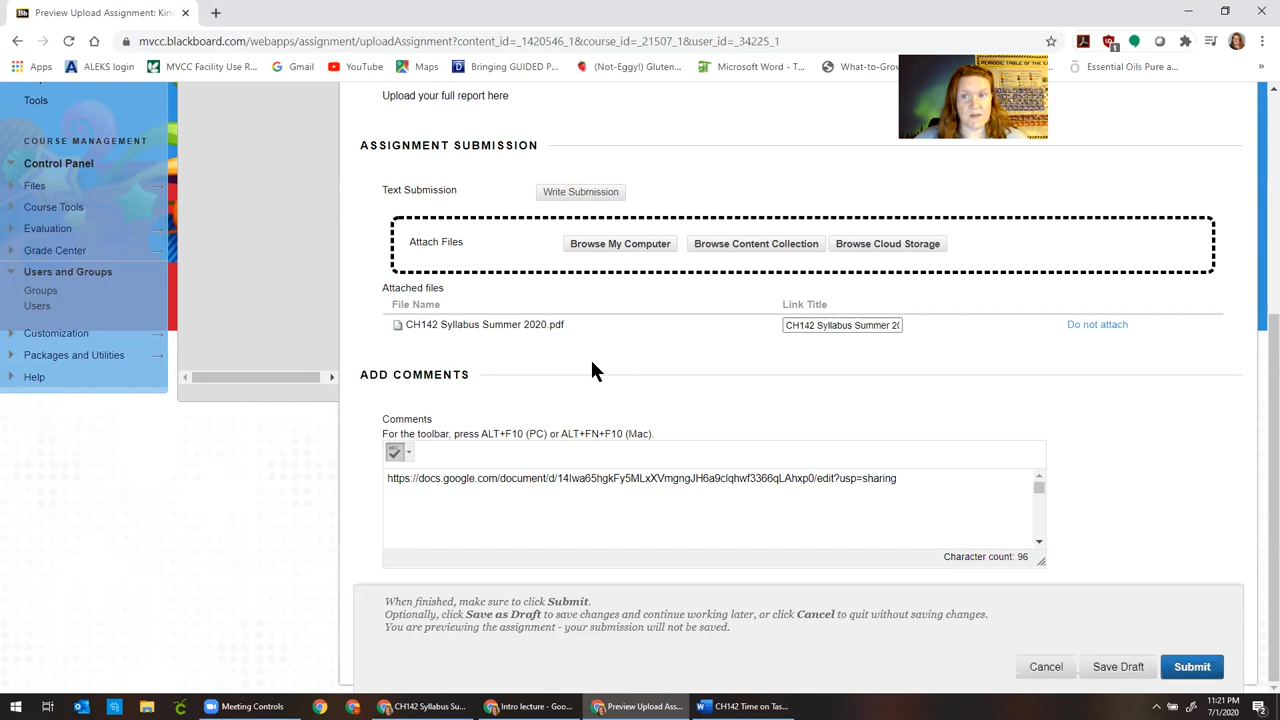 Bb Preview Upload Assignment: Kin
mvcc.blackboard.com/webapps/assignment/uploadAssignment?content_id=_1420546_1&course_id=_21507_1&user_id=_34225_1
Apps ALEKS login MVCC Facility Use R... Gmail YouTube Maps Bringing GUIDED P... (Not-Eggy!) Gluten... Microsoft Word - T... What-to-Grow Essential Oils Pure a...
PERIODIC TABLE OF THE
Tools
COURSE MANAGEMENT
Control Panel
Files
Course Tools
Evaluation
Grade Center
Users and Groups
Groups
Users
Customization
Packages and Utilities
Help
Upload your full report here
ASSIGNMENT SUBMISSION
Text Submission Write Submission
Attach Files Browse My Computer Browse Content Collection Browse Cloud Storage
Attached files
File Name Link Title
CH142 Syllabus Summer 2020.pdf CH142 Syllabus Summer 20 Do not attach
ADD COMMENTS
Comments
For the toolbar, press ALT+F10 (PC) or ALT+FN+F10 (Mac).
https://docs.google.com/document/d/14Iwa65hgkFy5MLxXVmgngJH6a9clqhwf3366qLAhxp0/edit?usp=sharing
Character count: 96
When finished, make sure to click Submit.
Optionally, click Save as Draft to save changes and continue working later, or click Cancel to quit without saving changes.
You are previewing the assignment - your submission will not be saved.
Cancel Save Draft Submit
Meeting Controls CH142 Syllabus Su... Intro lecture - Goo... Preview Upload Ass... CH142 Time on Tas...
11:21 PM
7/1/2020